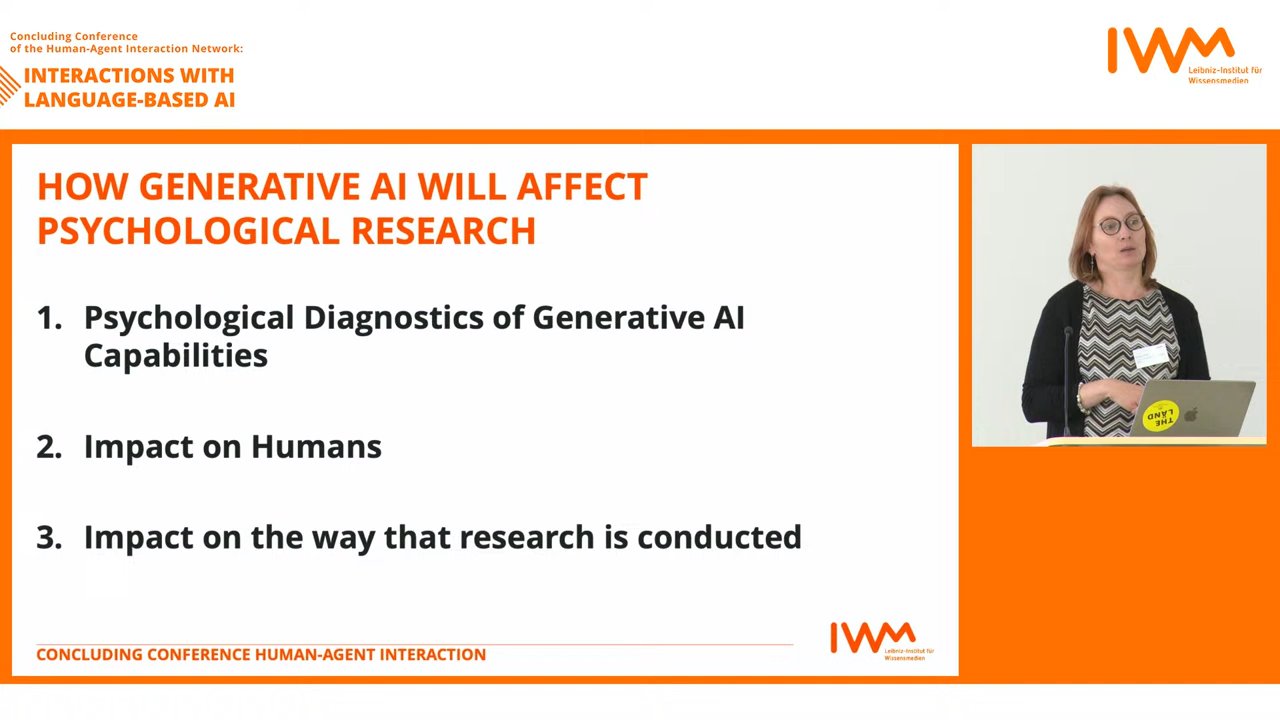 Concluding Conference
of the Human-Agent Interaction Network:
INTERACTIONS WITH
LANGUAGE-BASED AI
IWM
Leibniz-Institut für
Wissensmedien
HOW GENERATIVE AI WILL AFFECT
PSYCHOLOGICAL RESEARCH
1. Psychological Diagnostics of Generative AI
Capabilities
2. Impact on Humans
3. Impact on the way that research is conducted
CONCLUDING CONFERENCE HUMAN-AGENT INTERACTION
IWM
Leibniz-Institut für
Wissensmedien
THE
LÄND